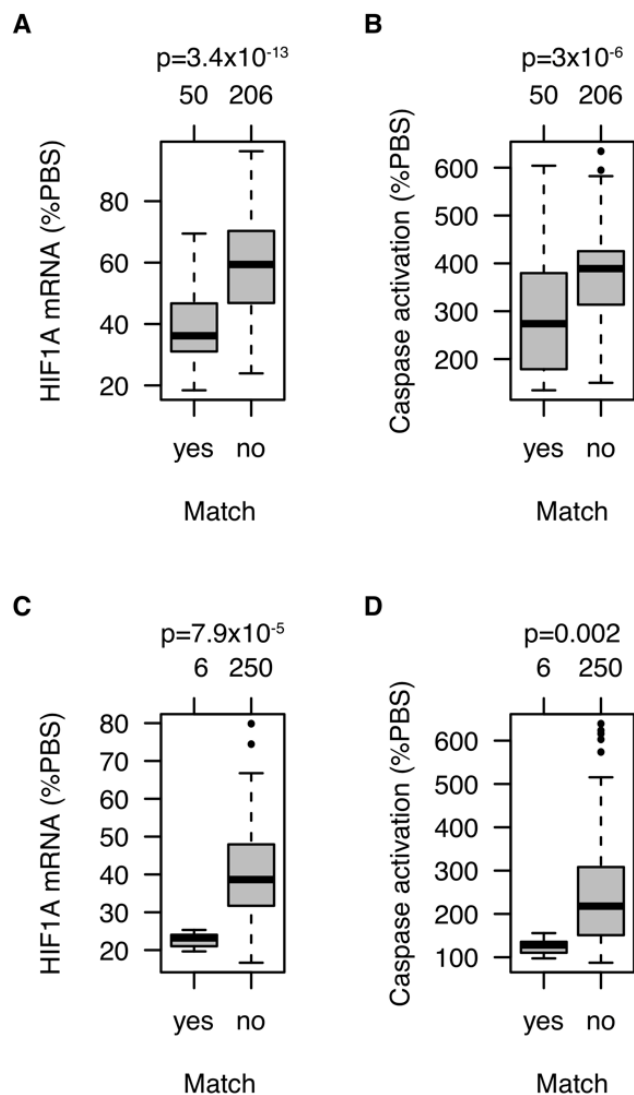 A
p=3.4x10⁻¹³
50 206
HIF1A mRNA (%PBS)
80
60
40
20
yes no
Match
B
p=3x10⁻⁶
50 206
Caspase activation (%PBS)
600
500
400
300
200
yes no
Match
C
p=7.9x10⁻⁵
6 250
HIF1A mRNA (%PBS)
80
70
60
50
40
30
20
yes no
Match
D
p=0.002
6 250
Caspase activation (%PBS)
600
500
400
300
200
100
yes no
Match